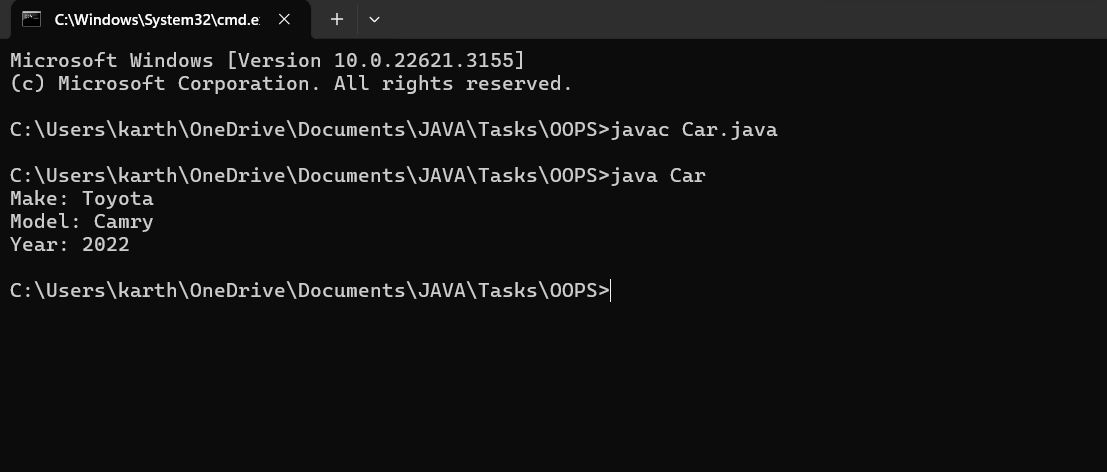 C:\Windows\System32\cmd.e
Microsoft Windows [Version 10.0.22621.3155]
(c) Microsoft Corporation. All rights reserved.
C:\Users\karth\OneDrive\Documents\JAVA\Tasks\OOPS>javac Car.java
C:\Users\karth\OneDrive\Documents\JAVA\Tasks\OOPS>java Car
Make: Toyota
Model: Camry
Year: 2022
C:\Users\karth\OneDrive\Documents\JAVA\Tasks\OOPS>